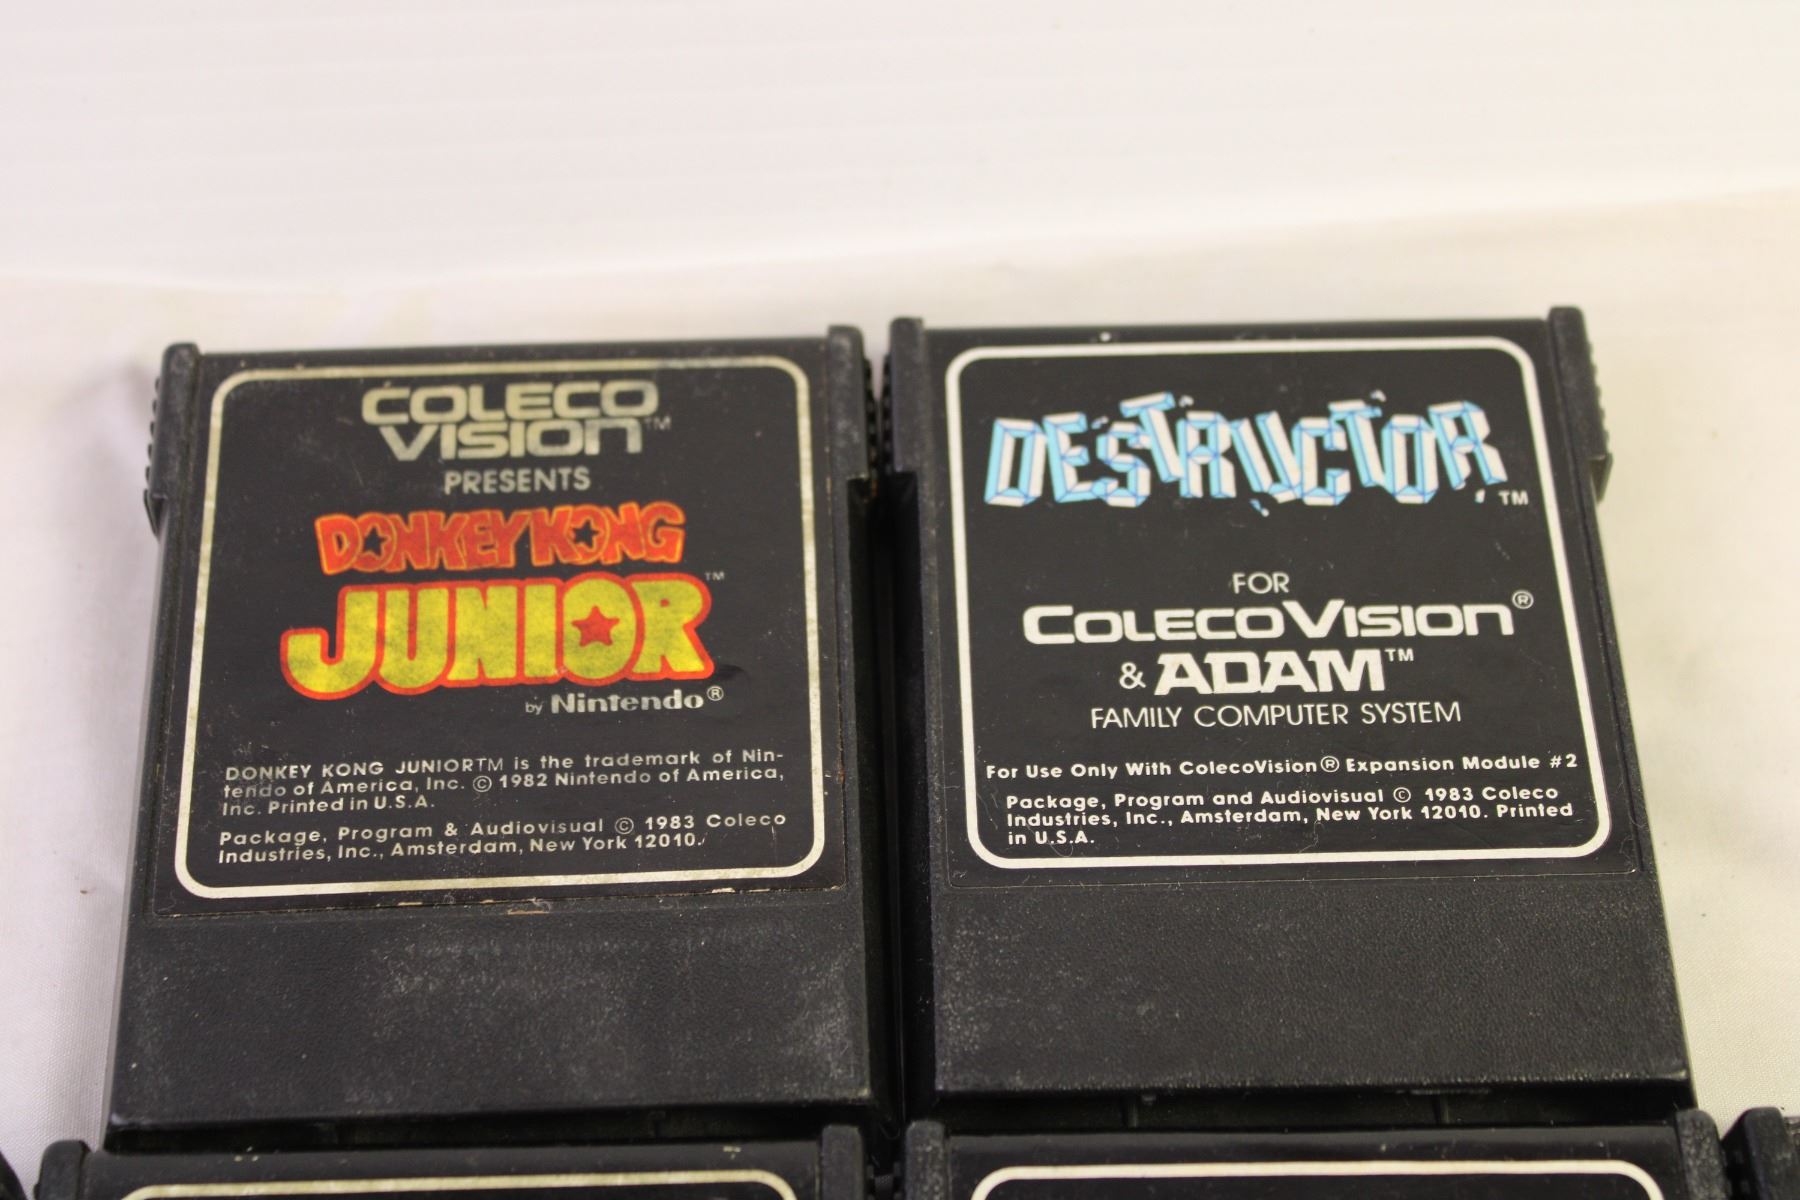 COLECO
VISION™
PRESENTS
DONKEY KONG
JUNIOR™
by Nintendo®
DONKEY KONG JUNIORTM is the trademark of Nin-
tendo of America, Inc. © 1982 Nintendo of America,
Inc. Printed in U.S.A.
Package, Program & Audiovisual © 1983 Coleco
Industries, Inc., Amsterdam, New York 12010.
DESTRUCTOR™
FOR
COLECOVISION®
& ADAM™
FAMILY COMPUTER SYSTEM
For Use Only With ColecoVision® Expansion Module #2
Package, Program and Audiovisual © 1983 Coleco
Industries, Inc., Amsterdam, New York 12010. Printed
in U.S.A.